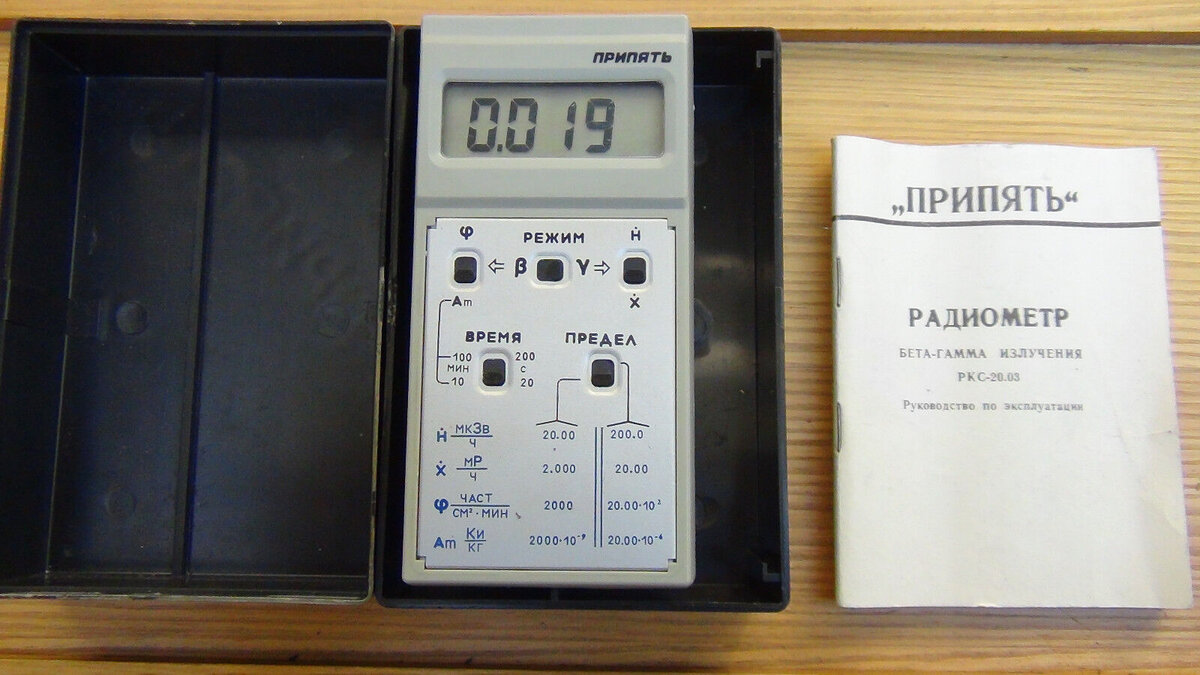 ПРИПЯТЬ
0.019
φ РЕЖИМ Ḣ
⇐ β γ ⇒
Am Ẋ
ВРЕМЯ ПРЕДЕЛ
100 200
МИН С
10 20
Ḣ мкЗв/ч 20.00 200.0
Ẋ мР/ч 2.000 20.00
φ ЧАСТ/СМ²·МИН 2000 20.00·10³
Am Ки/кг 2000·10⁻⁹ 20.00·10⁻⁶
„ПРИПЯТЬ“
РАДИОМЕТР
БЕТА-ГАММА ИЗЛУЧЕНИЯ
РКС-20.03
Руководство по эксплуатации